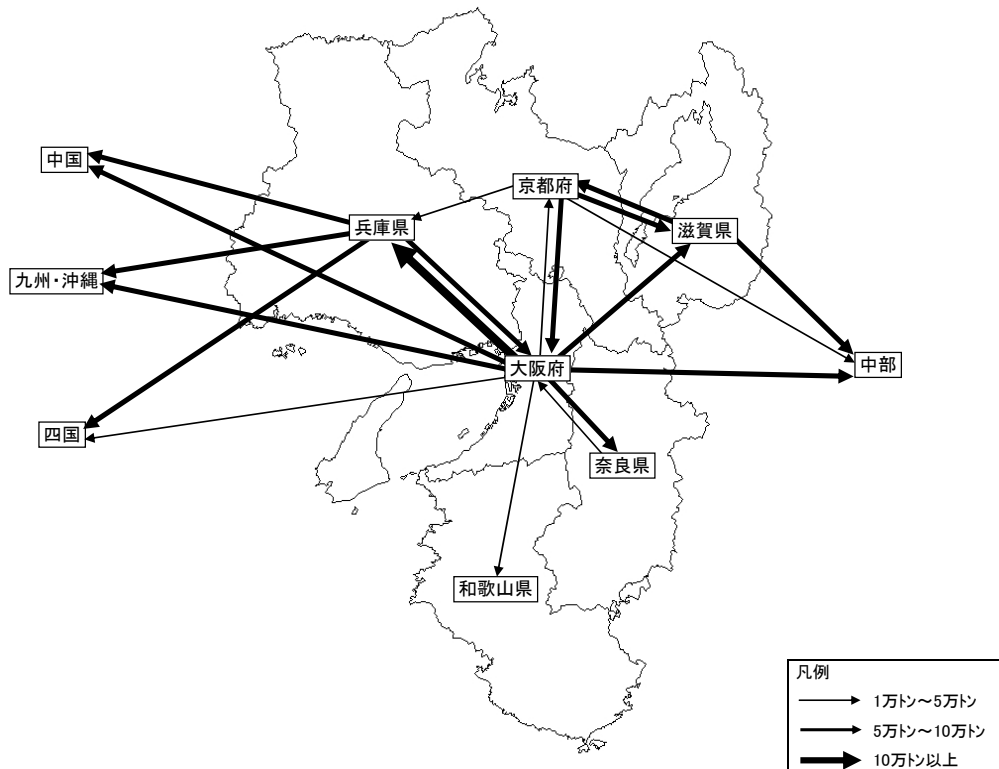 中国
京都府
兵庫県
滋賀県
九州・沖縄
大阪府
中部
四国
奈良県
和歌山県
凡例
1万トン～5万トン
5万トン～10万トン
10万トン以上